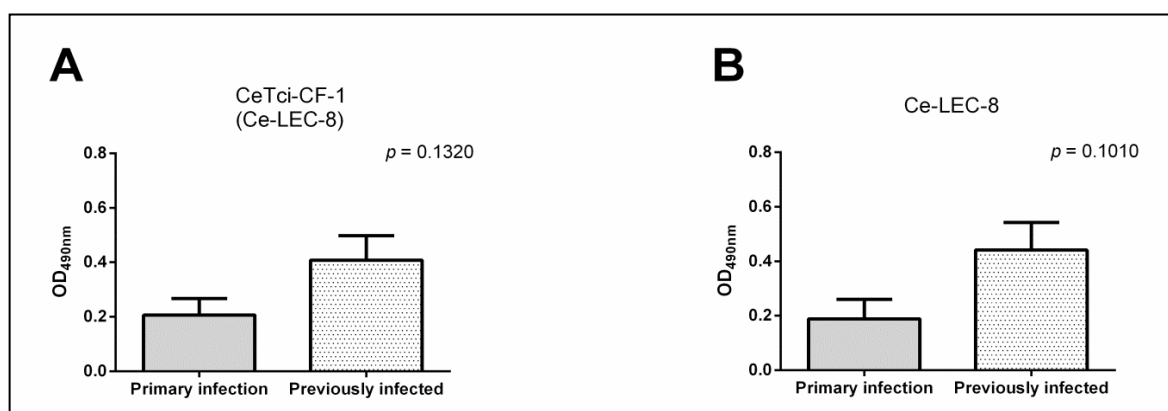 A
CeTci-CF-1
(Ce-LEC-8)
p = 0.1320
0.8
0.6
0.4
0.2
0.0
OD490nm
Primary infection
Previously infected
B
Ce-LEC-8
p = 0.1010
0.8
0.6
0.4
0.2
0.0
OD490nm
Primary infection
Previously infected